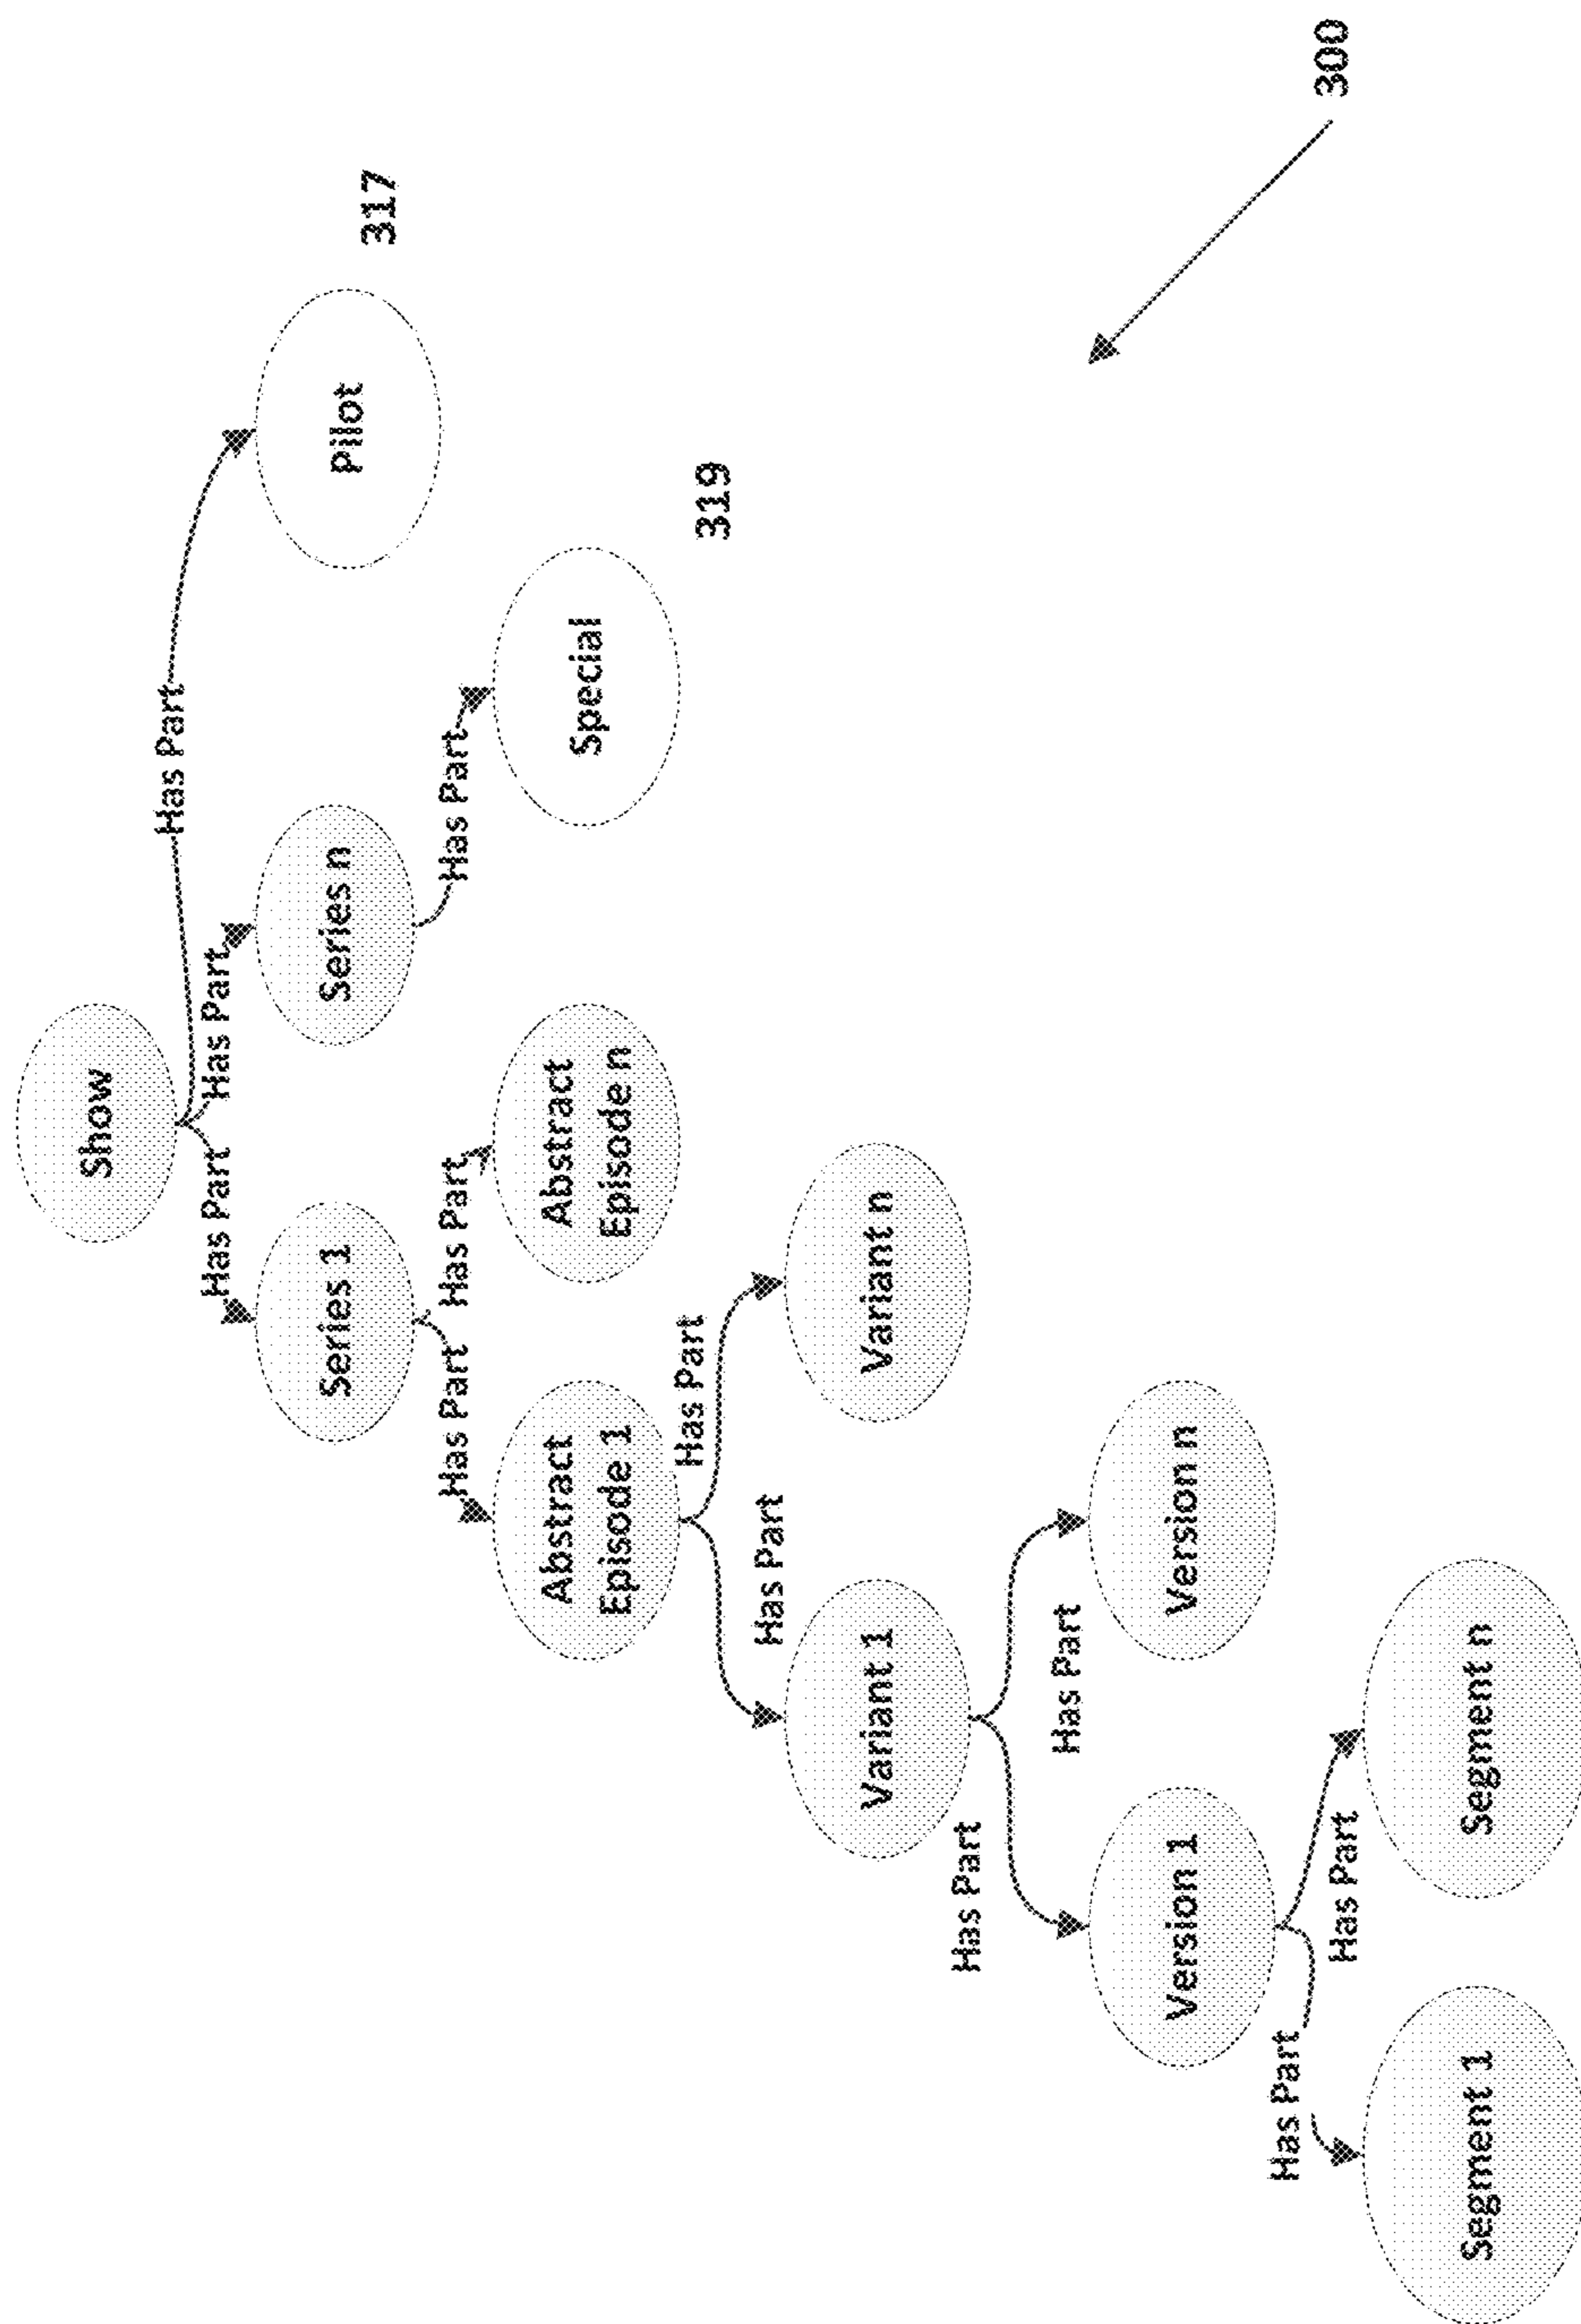 Show
Has Part
Has Part
Has Part
Series 1
Series n
Pilot
317
Has Part
Has Part
Has Part
Abstract
Episode 1
Abstract
Episode n
Special
319
Has Part
Has Part
Variant 1
Variant n
Has Part
Has Part
Version 1
Version n
Has Part
Has Part
Segment 1
Segment n
300